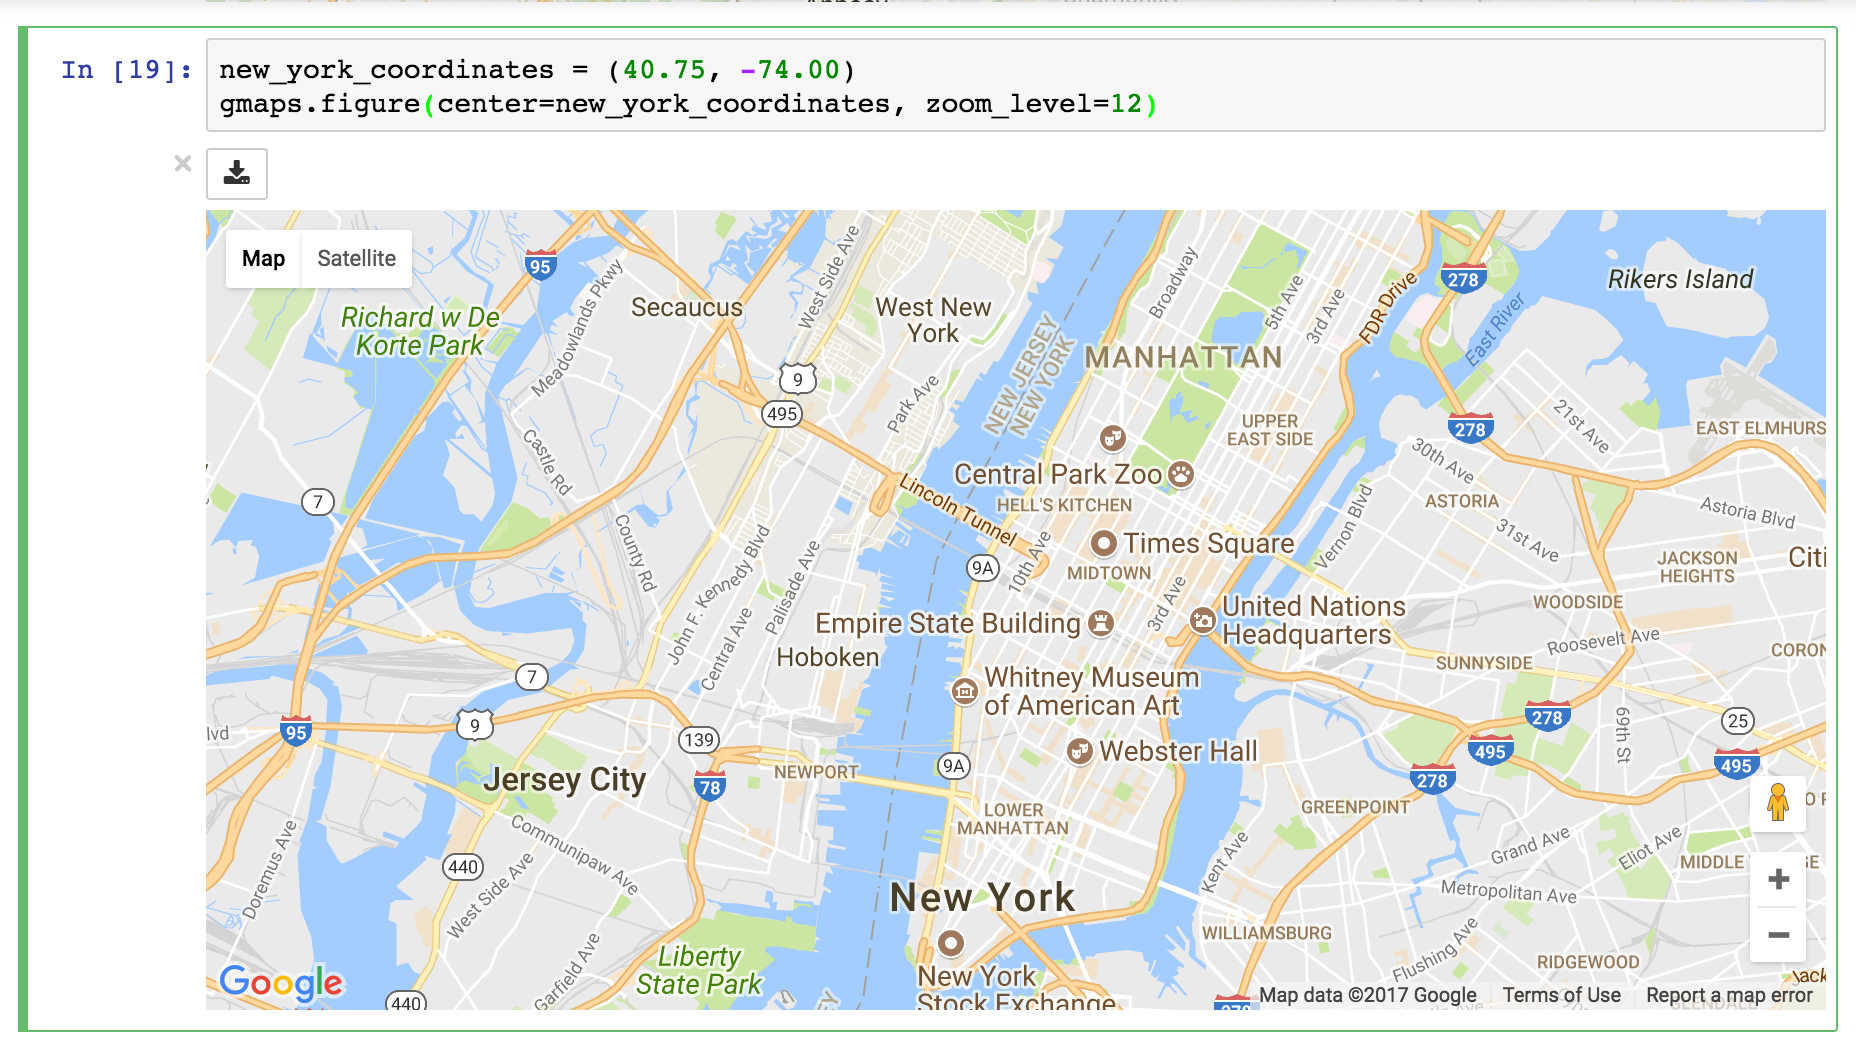 In [19]:
new_york_coordinates = (40.75, -74.00)
gmaps.figure(center=new_york_coordinates, zoom_level=12)
Map
Satellite
95
Meadowlands Pkwy
West Side Ave
Broadway
5th Ave
3rd Ave
FDR Drive
278
Rikers Island
Richard w De
Korte Park
Secaucus
West New
York
NEW JERSEY
NEW YORK
MANHATTAN
East River
9
495
Park Ave
UPPER
EAST SIDE
278
21st Ave
EAST ELMHURS
Castle Rd
Central Park Zoo
30th Ave
7
Lincoln Tunnel
HELL'S KITCHEN
Vernon Blvd
ASTORIA
Astoria Blvd
County Rd
John F. Kennedy Blvd
Palisade Ave
9A
10th Ave
Times Square
MIDTOWN
31st Ave
JACKSON
HEIGHTS
Citi
Central Ave
Empire State Building
3rd Ave
United Nations
Headquarters
WOODSIDE
Roosevelt Ave
Hoboken
SUNNYSIDE
CORON
7
Whitney Museum
of American Art
9
lvd
95
139
278
69th St
25
Webster Hall
495
495
Jersey City
78
NEWPORT
9A
278
GREENPOINT
LOWER
MANHATTAN
Doremus Ave
Communipaw Ave
Kent Ave
Grand Ave
Eliot Ave
MIDDLE
GE
440
West Side Ave
New York
Metropolitan Ave
WILLIAMSBURG
Flushing Ave
RIDGEWOOD
Liberty
State Park
Garfield Ave
New York
Stock Exchange
Google
440
Map data ©2017 Google
Terms of Use
Report a map error